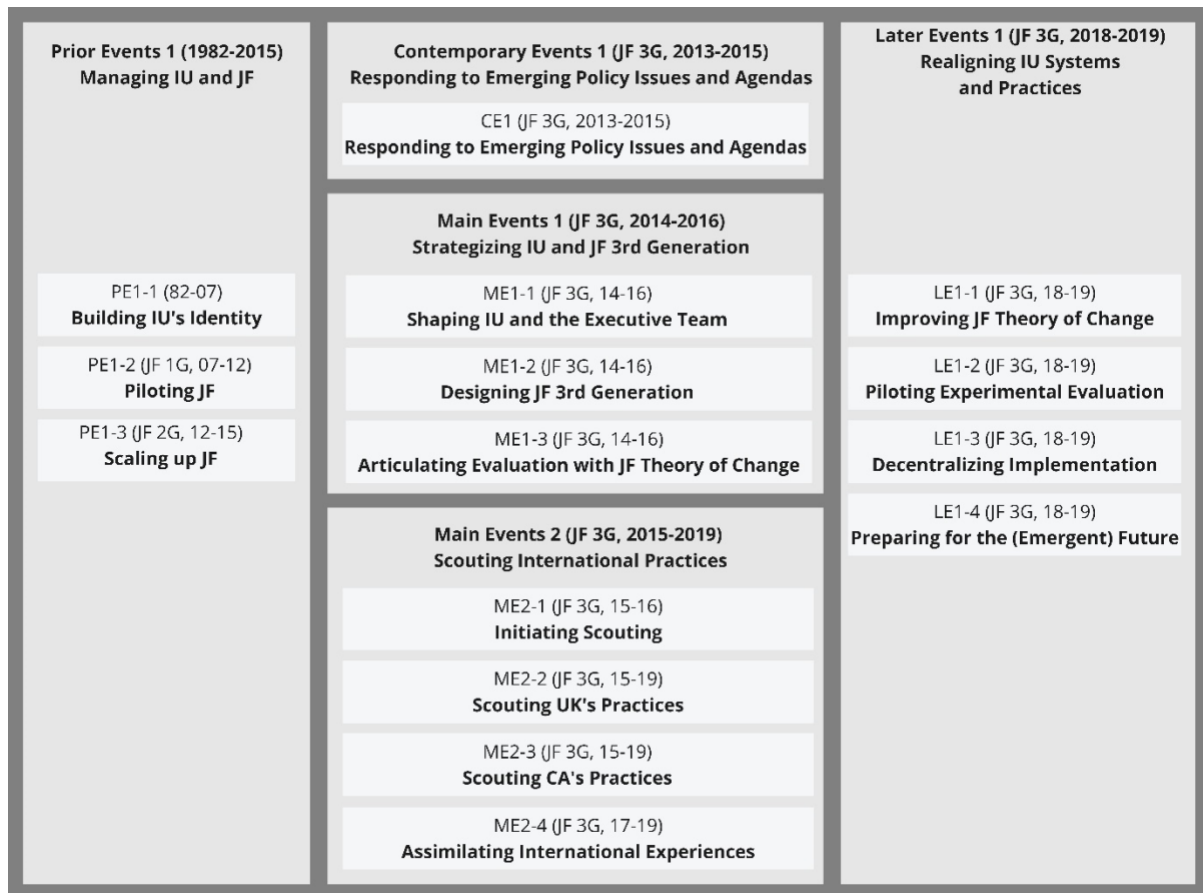 Prior Events 1 (1982-2015)
Managing IU and JF
PE1-1 (82-07)
Building IU's Identity
PE1-2 (JF 1G, 07-12)
Piloting JF
PE1-3 (JF 2G, 12-15)
Scaling up JF
Contemporary Events 1 (JF 3G, 2013-2015)
Responding to Emerging Policy Issues and Agendas
CE1 (JF 3G, 2013-2015)
Responding to Emerging Policy Issues and Agendas
Main Events 1 (JF 3G, 2014-2016)
Strategizing IU and JF 3rd Generation
ME1-1 (JF 3G, 14-16)
Shaping IU and the Executive Team
ME1-2 (JF 3G, 14-16)
Designing JF 3rd Generation
ME1-3 (JF 3G, 14-16)
Articulating Evaluation with JF Theory of Change
Main Events 2 (JF 3G, 2015-2019)
Scouting International Practices
ME2-1 (JF 3G, 15-16)
Initiating Scouting
ME2-2 (JF 3G, 15-19)
Scouting UK's Practices
ME2-3 (JF 3G, 15-19)
Scouting CA's Practices
ME2-4 (JF 3G, 17-19)
Assimilating International Experiences
Later Events 1 (JF 3G, 2018-2019)
Realigning IU Systems
and Practices
LE1-1 (JF 3G, 18-19)
Improving JF Theory of Change
LE1-2 (JF 3G, 18-19)
Piloting Experimental Evaluation
LE1-3 (JF 3G, 18-19)
Decentralizing Implementation
LE1-4 (JF 3G, 18-19)
Preparing for the (Emergent) Future